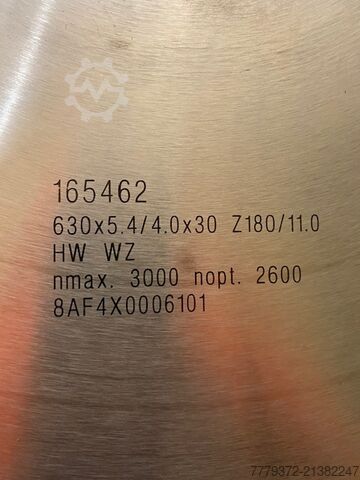 165462
630x5.4/4.0x30 Z180/11.0
HW WZ
nmax. 3000 nopt. 2600
8AF4X0006101
7779372-21382247